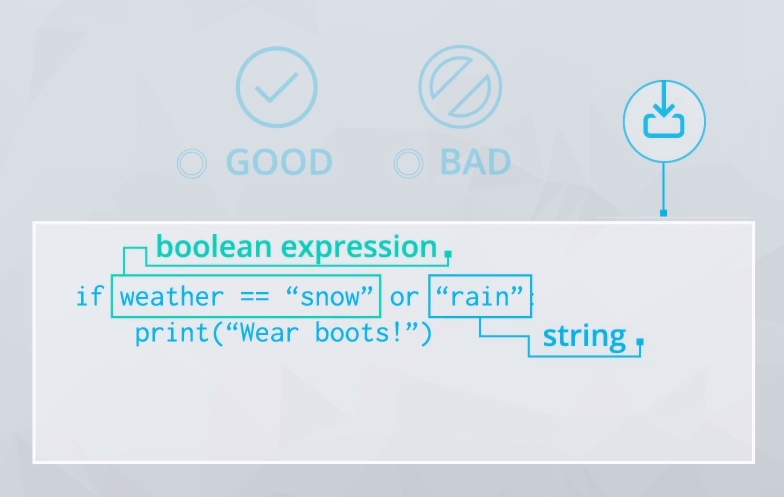 GOOD
BAD
boolean expression
if weather == “snow” or “rain”:
print(“Wear boots!”)
string